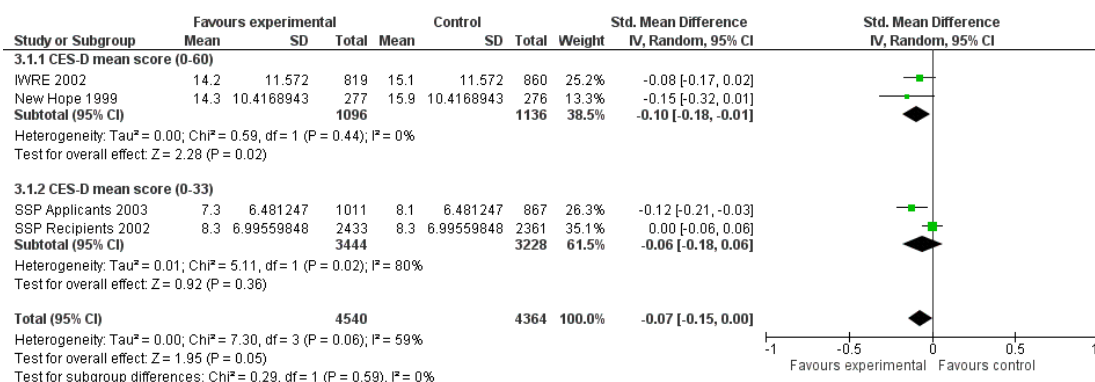 Favours experimental Control Std. Mean Difference Std. Mean Difference
Study or Subgroup Mean SD Total Mean SD Total Weight IV, Random, 95% CI IV, Random, 95% CI
3.1.1 CES-D mean score (0-60)
IWRE 2002 14.2 11.572 819 15.1 11.572 860 25.2% -0.08 [-0.17, 0.02]
New Hope 1999 14.3 10.4168943 277 15.9 10.4168943 276 13.3% -0.15 [-0.32, 0.01]
Subtotal (95% CI) 1096 1136 38.5% -0.10 [-0.18, -0.01]
Heterogeneity: Tau² = 0.00; Chi² = 0.59, df = 1 (P = 0.44); I² = 0%
Test for overall effect: Z = 2.28 (P = 0.02)
3.1.2 CES-D mean score (0-33)
SSP Applicants 2003 7.3 6.481247 1011 8.1 6.481247 867 26.3% -0.12 [-0.21, -0.03]
SSP Recipients 2002 8.3 6.99559848 2433 8.3 6.99559848 2361 35.1% 0.00 [-0.06, 0.06]
Subtotal (95% CI) 3444 3228 61.5% -0.06 [-0.18, 0.06]
Heterogeneity: Tau² = 0.01; Chi² = 5.11, df = 1 (P = 0.02); I² = 80%
Test for overall effect: Z = 0.92 (P = 0.36)
Total (95% CI) 4540 4364 100.0% -0.07 [-0.15, 0.00]
Heterogeneity: Tau² = 0.00; Chi² = 7.30, df = 3 (P = 0.06); I² = 59%
Test for overall effect: Z = 1.95 (P = 0.05)
Test for subgroup differences: Chi² = 0.29, df = 1 (P = 0.59), I² = 0%
-1 -0.5 0 0.5 1
Favours experimental Favours control